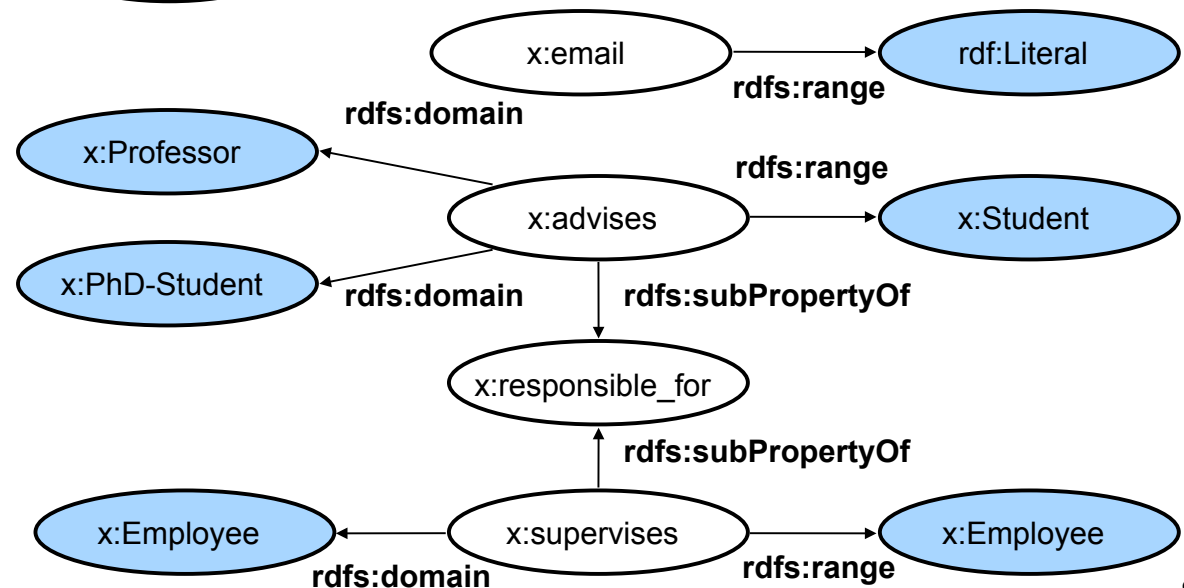 x:email
rdf:Literal
rdfs:range
rdfs:domain
x:Professor
rdfs:range
x:advises
x:Student
x:PhD-Student
rdfs:domain
rdfs:subPropertyOf
x:responsible_for
rdfs:subPropertyOf
x:Employee
x:supervises
x:Employee
rdfs:domain
rdfs:range